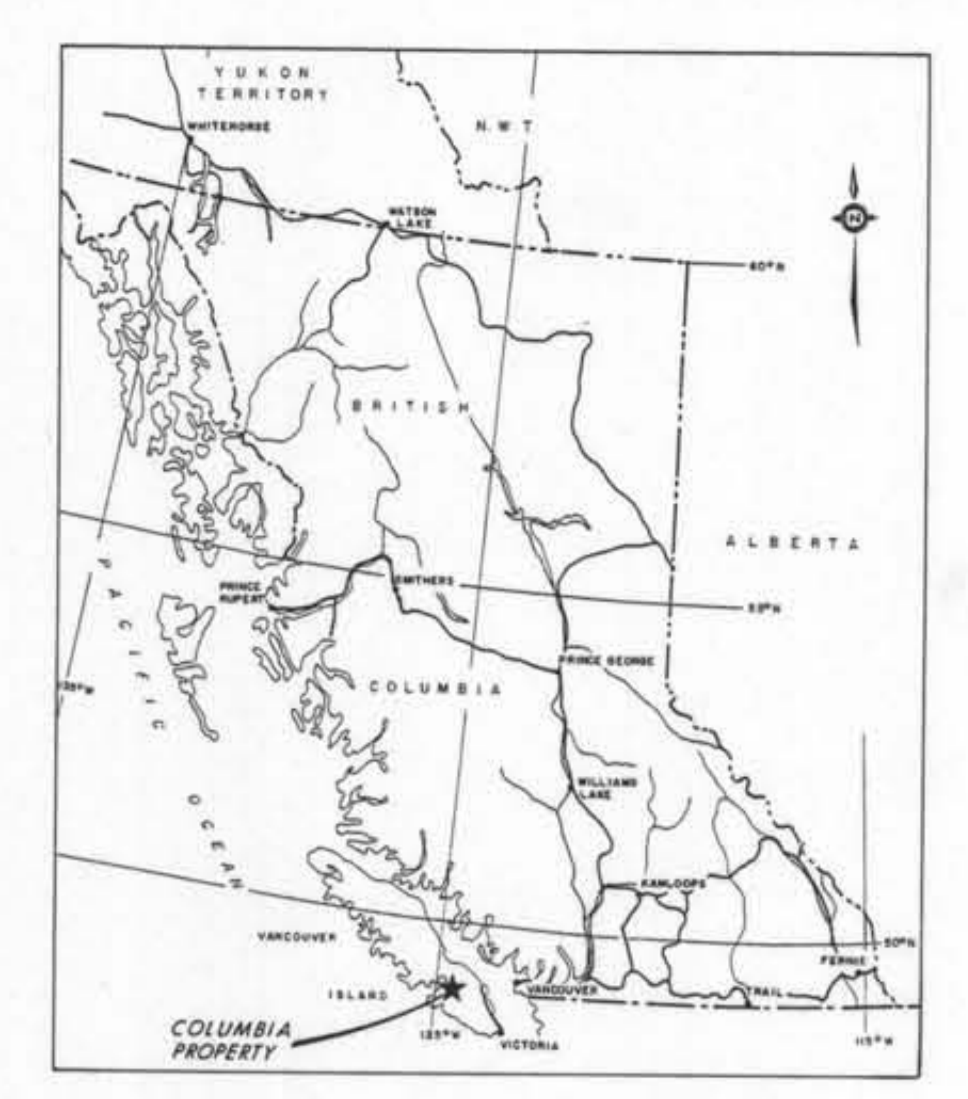 YUKON
TERRITORY
N.W.T
WHITEHORSE
WATSON
LAKE
60°N
N
BRITISH
ALBERTA
PRINCE
RUPERT
SMITHERS
55°N
PACIFIC
OCEAN
PRINCE GEORGE
COLUMBIA
135°W
WILLIAMS
LAKE
KAMLOOPS
VANCOUVER
ISLAND
50°N
FERNIE
VANCOUVER
TRAIL
COLUMBIA
PROPERTY
125°W
VICTORIA
115°W